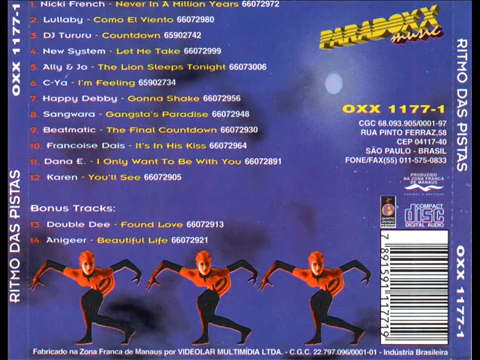 1. Nicki French - Never In A Million Years 66072972
2. Lullaby - Como El Viento 66072980
3. DJ Tururu - Countdown 65902742
4. New System - Let Me Take 66072999
5. Ally & Jo - The Lion Sleeps Tonight 66073006
6. C-Ya - I'm Feeling 65902734
7. Happy Debby - Gonna Shake 66072956
8. Sangwara - Gangsta's Paradise 66072948
9. Beatmatic - The Final Countdown 66072930
10. Francoise Dais - It's In His Kiss 66072964
11. Dana E. - I Only Want To Be With You 66072891
12. Karen - You'll See 66072905
Bonus Tracks:
13. Double Dee - Found Love 66072913
14. Anigeer - Beautiful Life 66072921
Fabricado na Zona Franca de Manaus por VIDEOLAR MULTIMÍDIA LTDA. - C.G.C. 22.797.096/0001-01 - Indústria Brasileira
OXX 1177-1
RITMO DAS PISTAS
PARADOXX
music
OXX 1177-1
CGC 68.093.905/0001-97
RUA PINTO FERRAZ,58
CEP 04117-40
SÃO PAULO - BRASIL
FONE/FAX(55) 011-575-0833
PRODUZIDO
NA ZONA FRANCA
DE MANAUS
COMPACT
disc
DIGITAL AUDIO
RITMO DAS PISTAS
OXX 1177-1